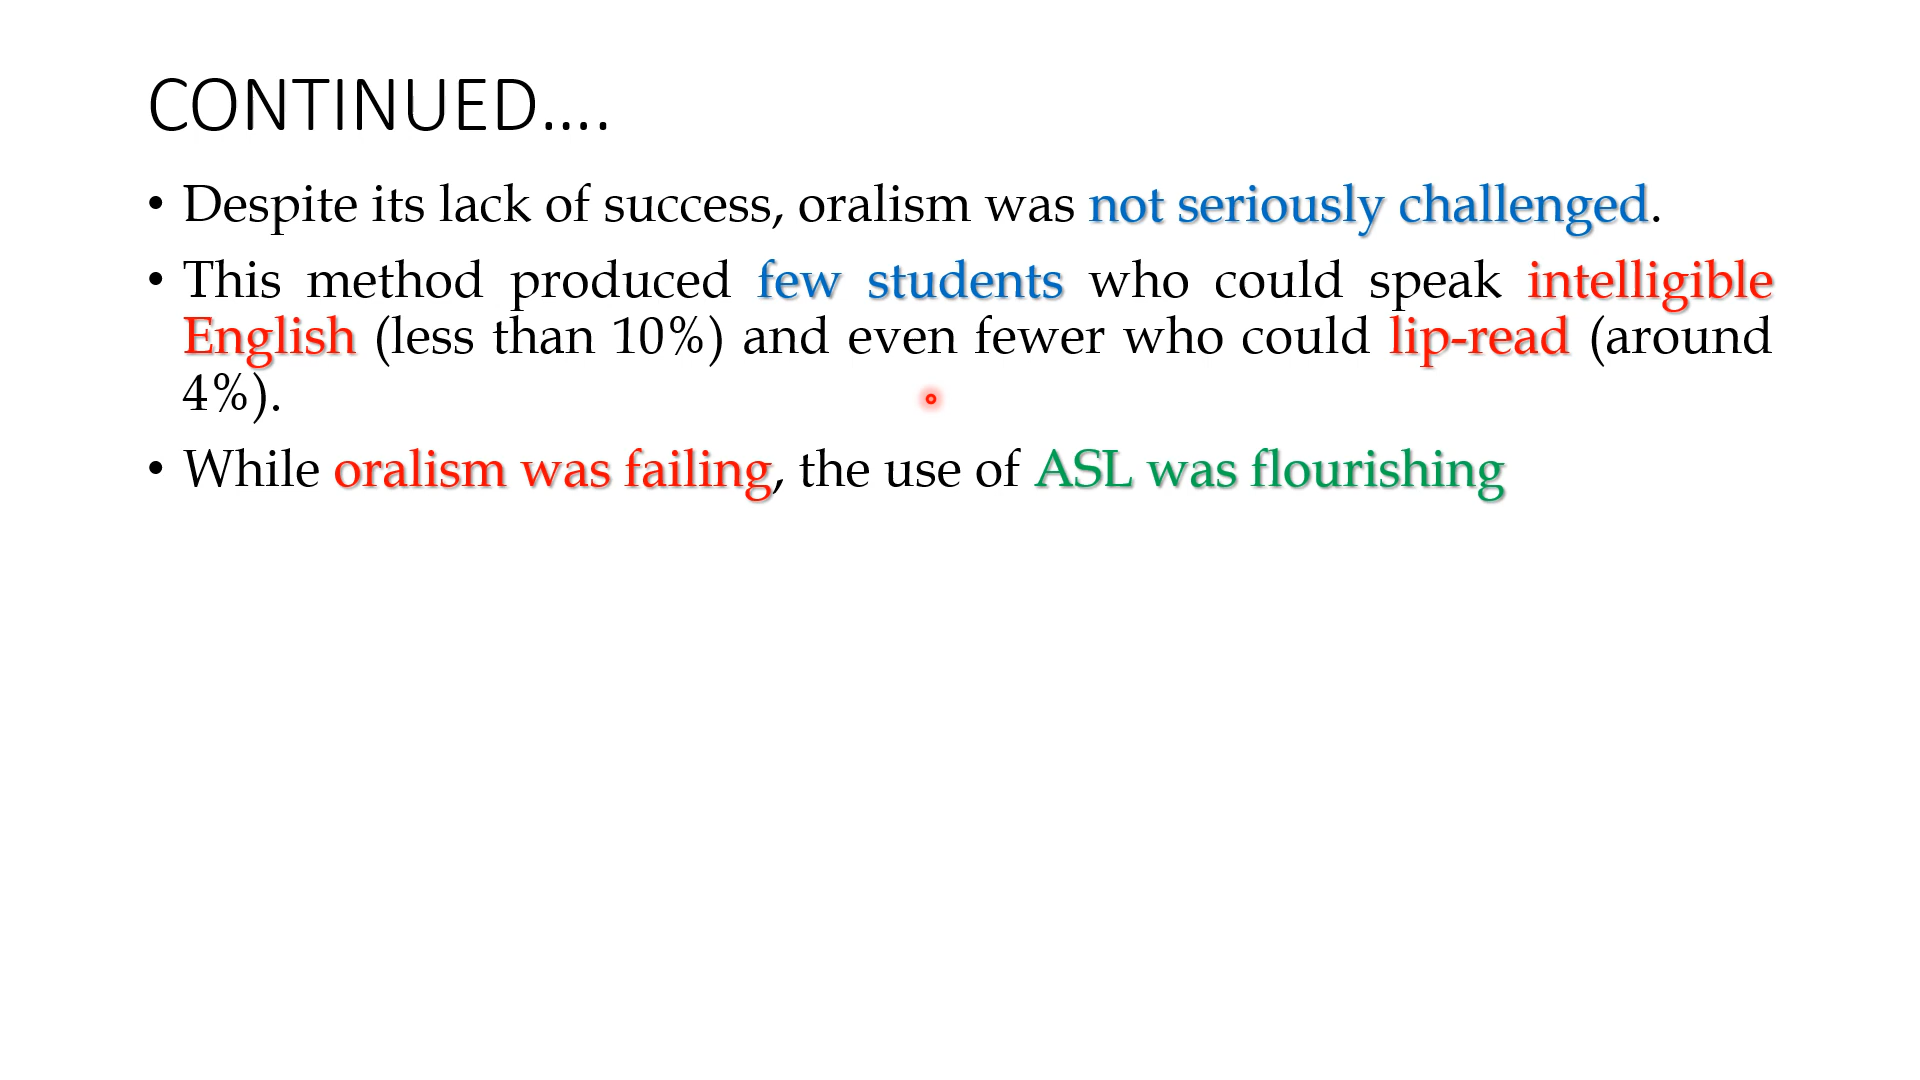 CONTINUED….
• Despite its lack of success, oralism was not seriously challenged.
• This method produced few students who could speak intelligible
English (less than 10%) and even fewer who could lip-read (around
4%).
• While oralism was failing, the use of ASL was flourishing